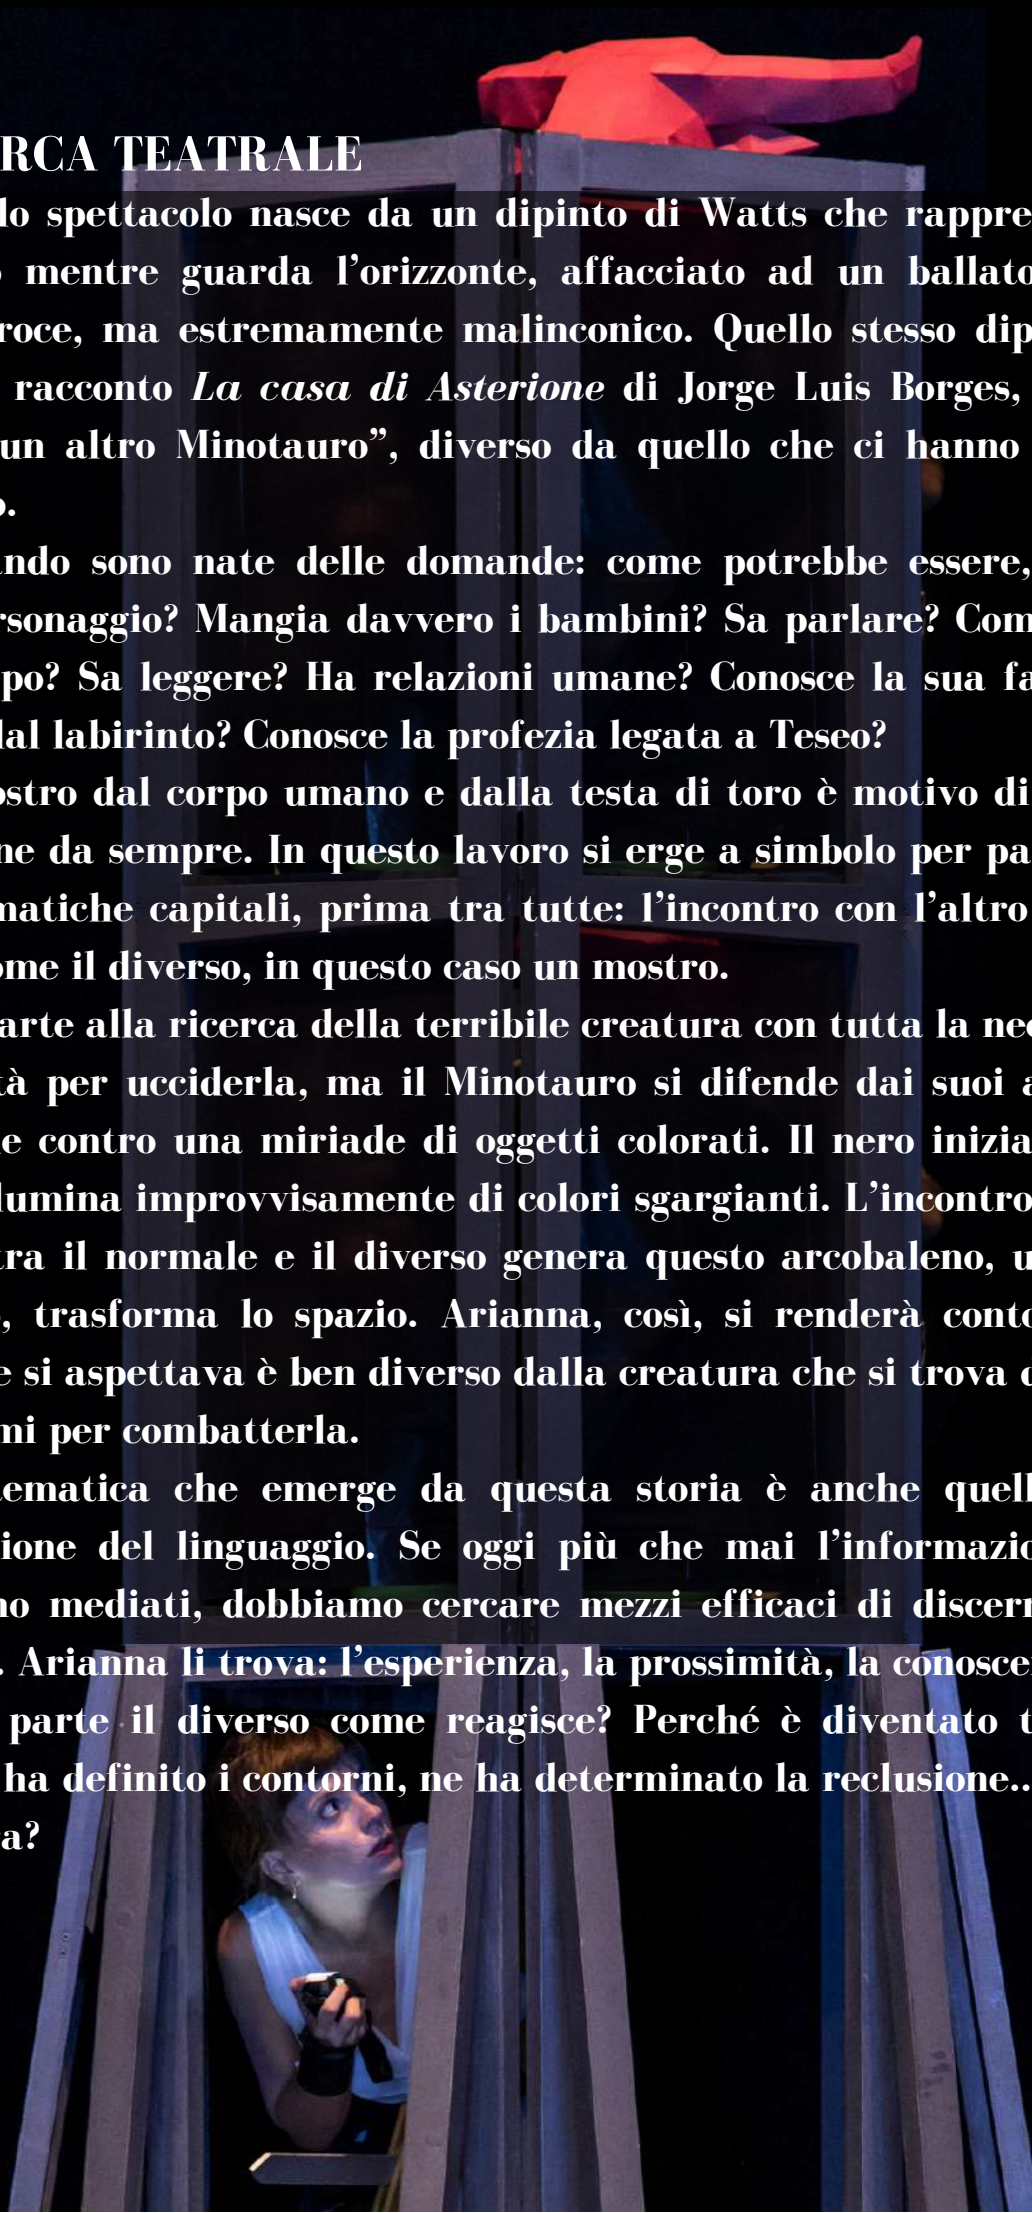 RCA TEATRALE
lo spettacolo nasce da un dipinto di Watts che rappre
o mentre guarda l’orizzonte, affacciato ad un ballato
roce, ma estremamente malinconico. Quello stesso dip
racconto La casa di Asterione di Jorge Luis Borges,
un altro Minotauro”, diverso da quello che ci hanno
o.
ando sono nate delle domande: come potrebbe essere,
rsonaggio? Mangia davvero i bambini? Sa parlare? Com
po? Sa leggere? Ha relazioni umane? Conosce la sua fa
dal labirinto? Conosce la profezia legata a Teseo?
ostro dal corpo umano e dalla testa di toro è motivo di
ne da sempre. In questo lavoro si erge a simbolo per pa
matiche capitali, prima tra tutte: l’incontro con l’altro
ome il diverso, in questo caso un mostro.
arte alla ricerca della terribile creatura con tutta la nec
tà per ucciderla, ma il Minotauro si difende dai suoi a
le contro una miriade di oggetti colorati. Il nero inizia
lumina improvvisamente di colori sgargianti. L’incontro
tra il normale e il diverso genera questo arcobaleno, u
o, trasforma lo spazio. Arianna, così, si renderà conto
e si aspettava è ben diverso dalla creatura che si trova d
mi per combatterla.
tematica che emerge da questa storia è anche quell
ione del linguaggio. Se oggi più che mai l’informazio
no mediati, dobbiamo cercare mezzi efficaci di discern
. Arianna li trova: l’esperienza, la prossimità, la conoscen
parte il diverso come reagisce? Perché è diventato t
ha definito i contorni, ne ha determinato la reclusione..
ra?